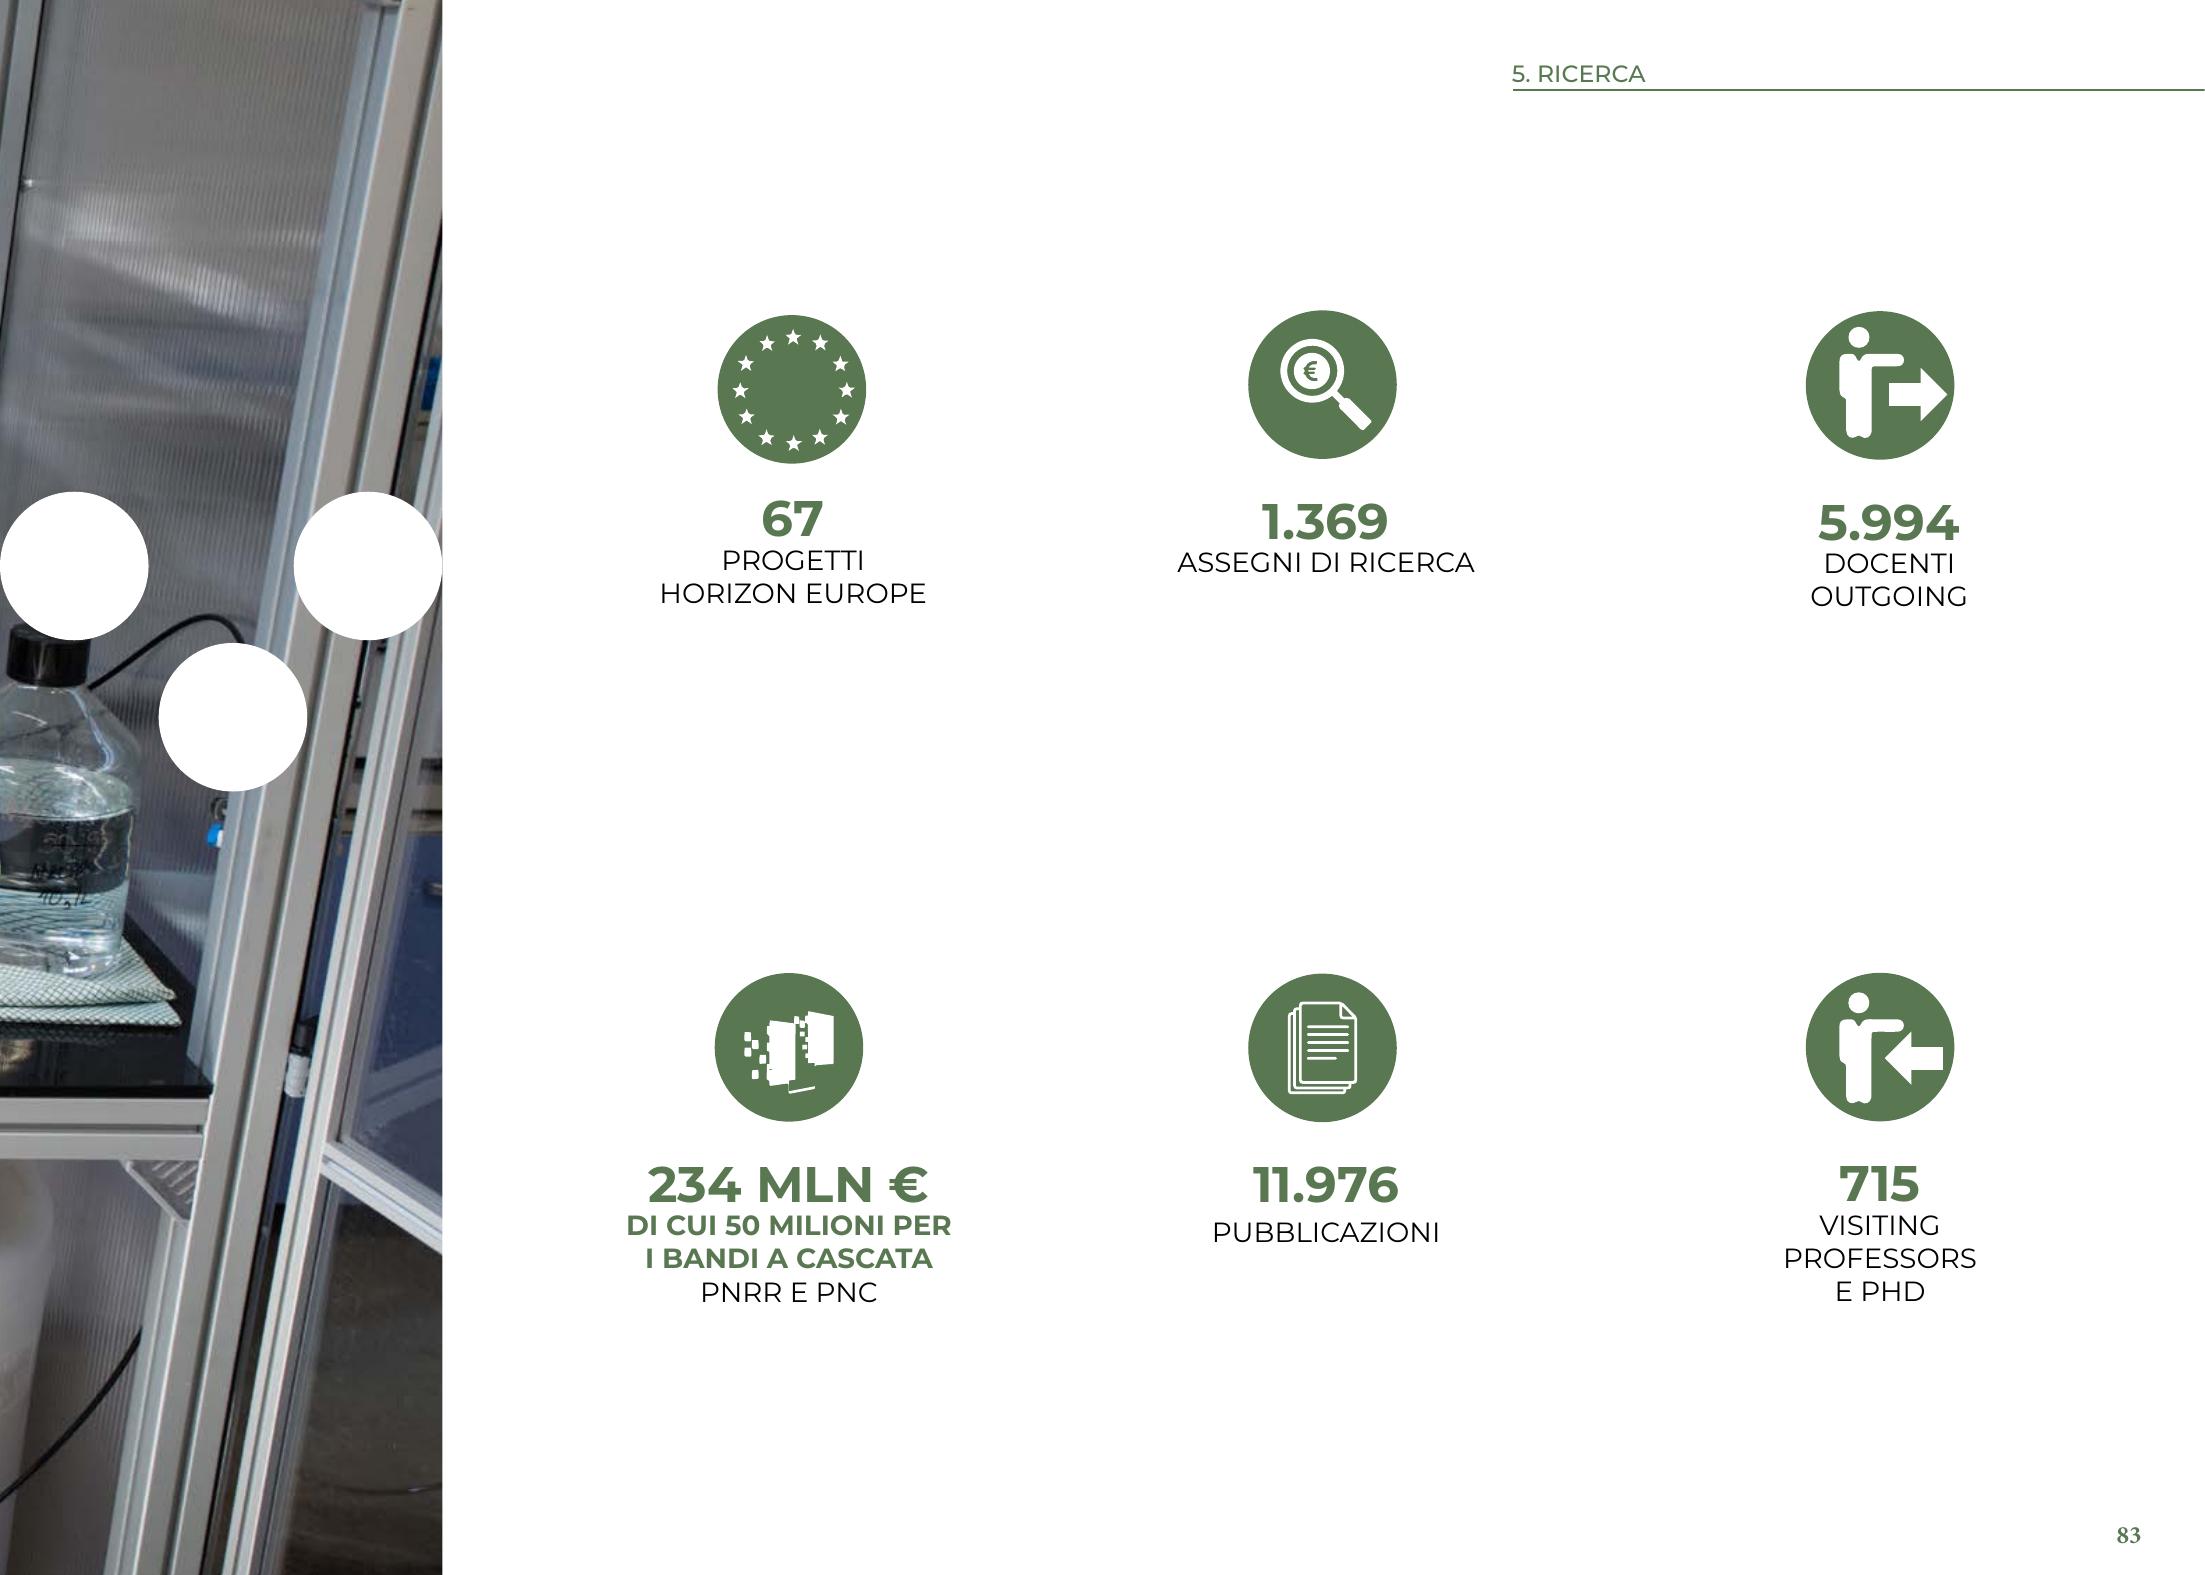 5. RICERCA
67
PROGETTI
HORIZON EUROPE
1.369
ASSEGNI DI RICERCA
5.994
DOCENTI
OUTGOING
234 MLN €
DI CUI 50 MILIONI PER
I BANDI A CASCATA
PNRR E PNC
11.976
PUBBLICAZIONI
715
VISITING
PROFESSORS
E PHD
83